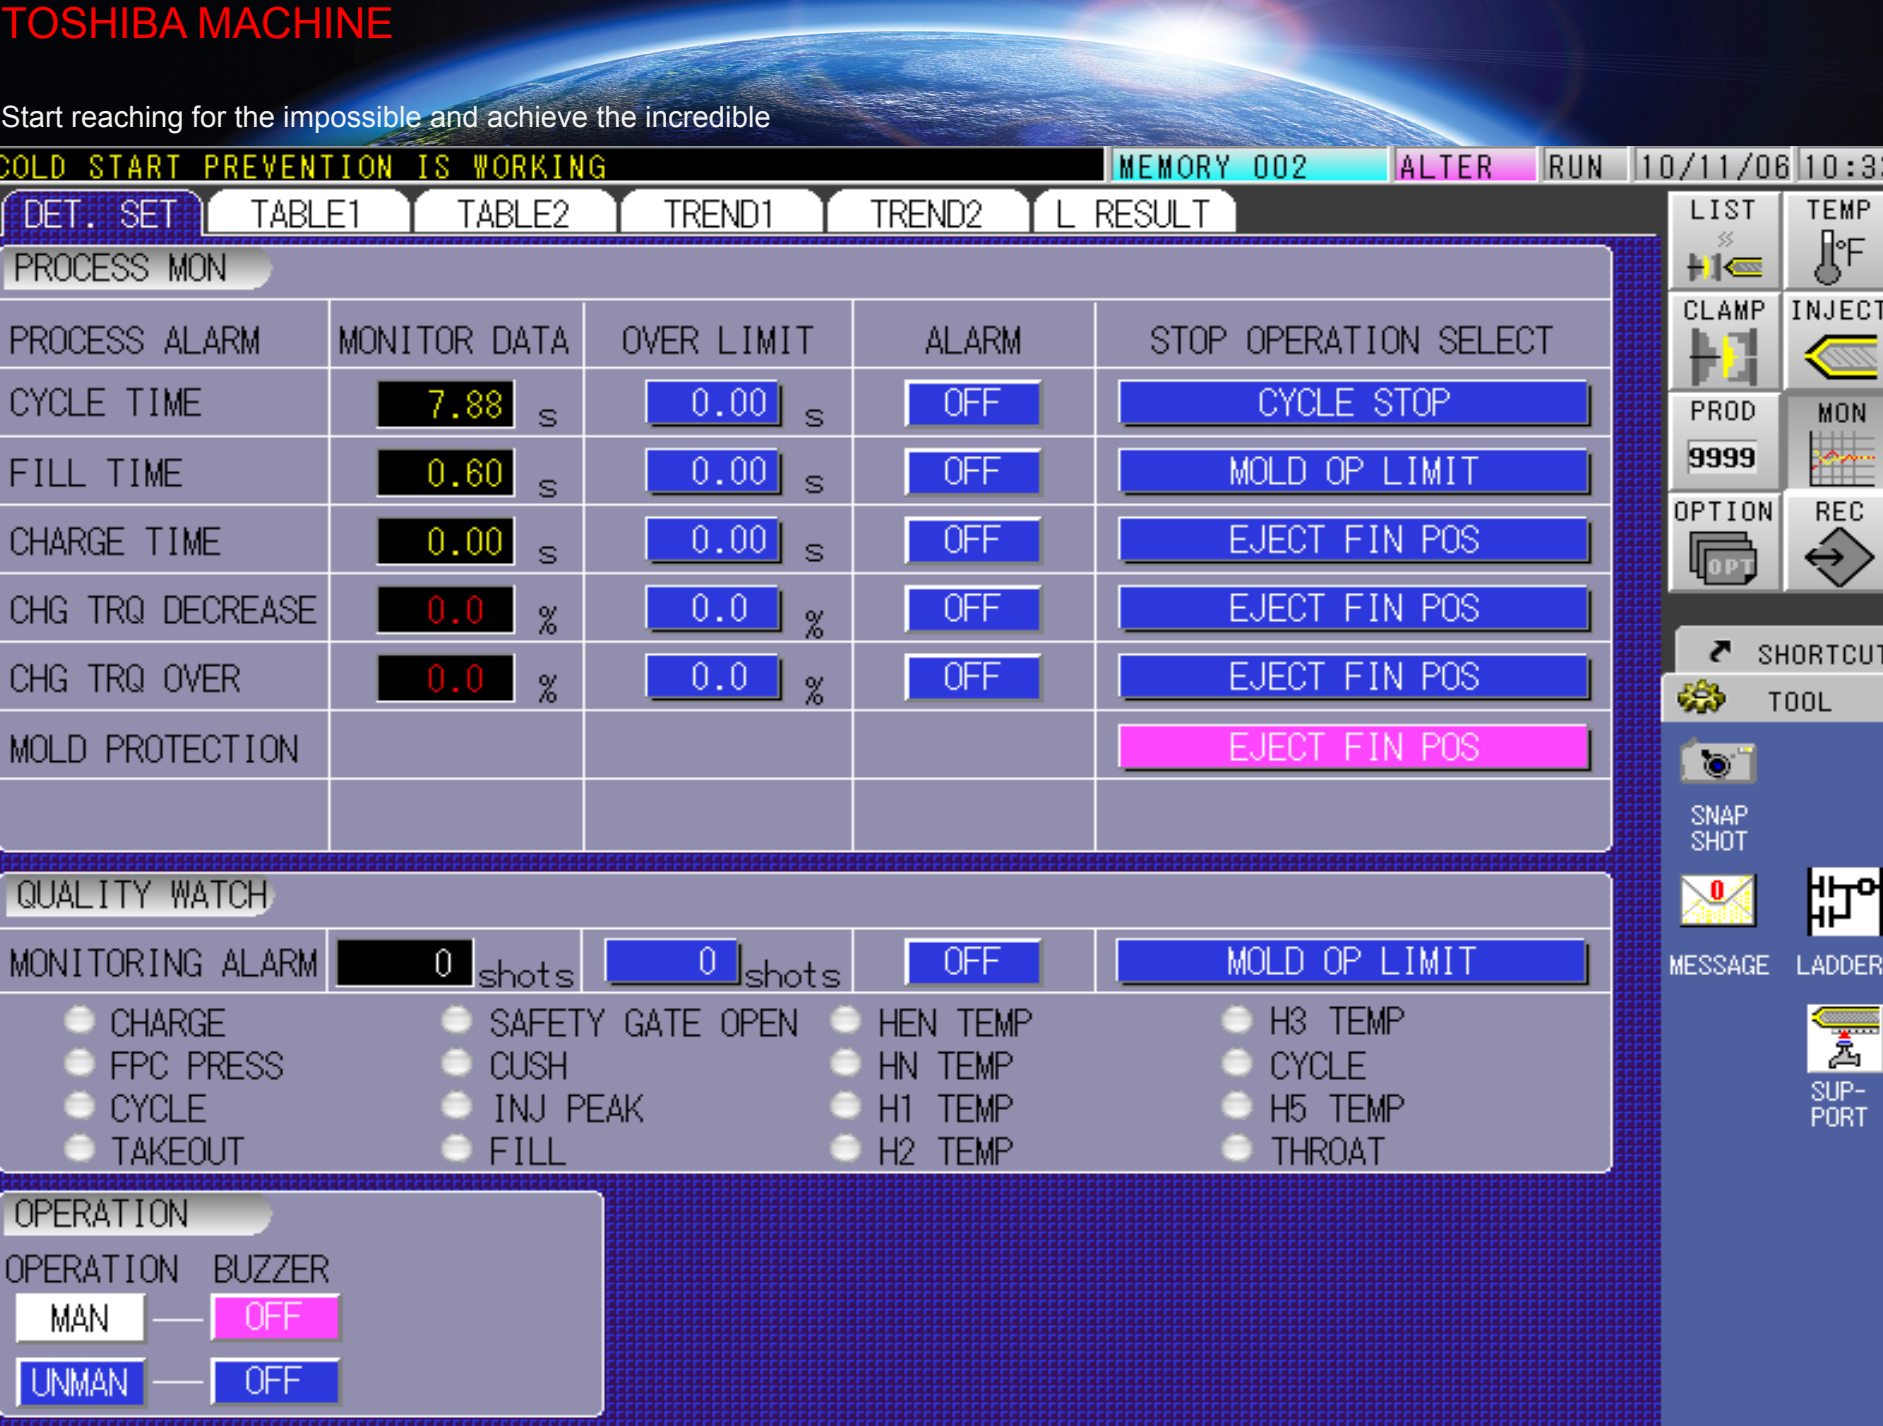 TOSHIBA MACHINE
Start reaching for the impossible and achieve the incredible
COLD START PREVENTION IS WORKING MEMORY 002 ALTER RUN 10/11/06 10:33
DET. SET TABLE1 TABLE2 TREND1 TREND2 L RESULT
LIST TEMP
°F
PROCESS MON
CLAMP INJECT
PROCESS ALARM MONITOR DATA OVER LIMIT ALARM STOP OPERATION SELECT
CYCLE TIME 7.88 s 0.00 s OFF CYCLE STOP
PROD MON
9999
FILL TIME 0.60 s 0.00 s OFF MOLD OP LIMIT
OPTION REC
OPT
CHARGE TIME 0.00 s 0.00 s OFF EJECT FIN POS
CHG TRQ DECREASE 0.0 % 0.0 % OFF EJECT FIN POS
SHORTCUT
CHG TRQ OVER 0.0 % 0.0 % OFF EJECT FIN POS
TOOL
MOLD PROTECTION EJECT FIN POS
SNAP
SHOT
QUALITY WATCH
0
MONITORING ALARM 0 shots 0 shots OFF MOLD OP LIMIT
MESSAGE LADDER
CHARGE SAFETY GATE OPEN HEN TEMP H3 TEMP
FPC PRESS CUSH HN TEMP CYCLE
CYCLE INJ PEAK H1 TEMP H5 TEMP
TAKEOUT FILL H2 TEMP THROAT
SUP-
PORT
OPERATION
OPERATION BUZZER
MAN OFF
UNMAN OFF